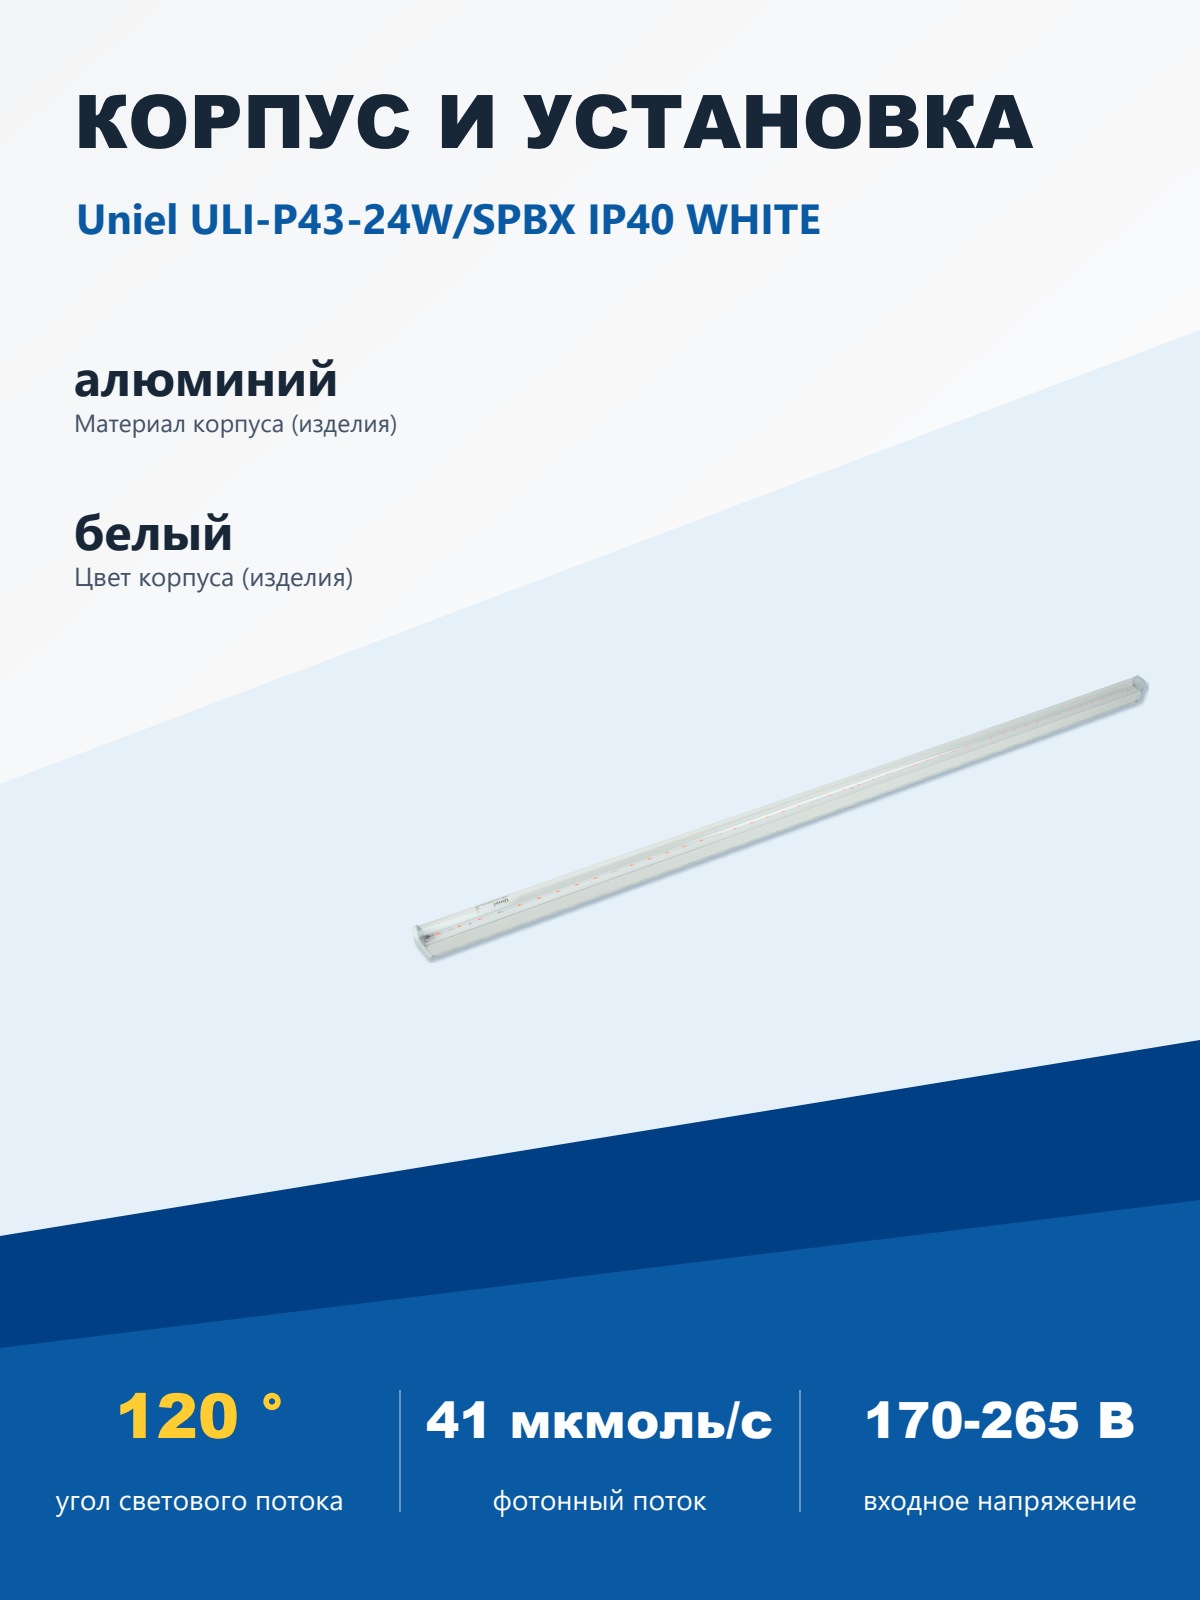 КОРПУС И УСТАНОВКА
Uniel ULI-P43-24W/SPBX IP40 WHITE
алюминий
Материал корпуса (изделия)
белый
Цвет корпуса (изделия)
Uniel
120 °
41 мкмоль/с
170-265 В
угол светового потока
фотонный поток
входное напряжение